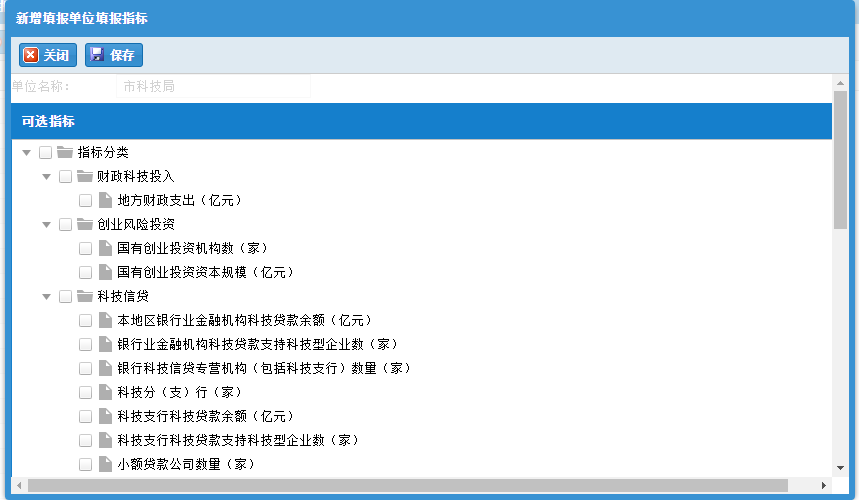 新增填报单位填报指标
关闭 保存
单位名称: 市科技局
可选指标
指标分类
财政科技投入
地方财政支出（亿元）
创业风险投资
国有创业投资机构数（家）
国有创业投资资本规模（亿元）
科技信贷
本地区银行业金融机构科技贷款余额（亿元）
银行业金融机构科技贷款支持科技型企业数（家）
银行科技信贷专营机构（包括科技支行）数量（家）
科技分（支）行（家）
科技支行科技贷款余额（亿元）
科技支行科技贷款支持科技型企业数（家）
小额贷款公司数量（家）